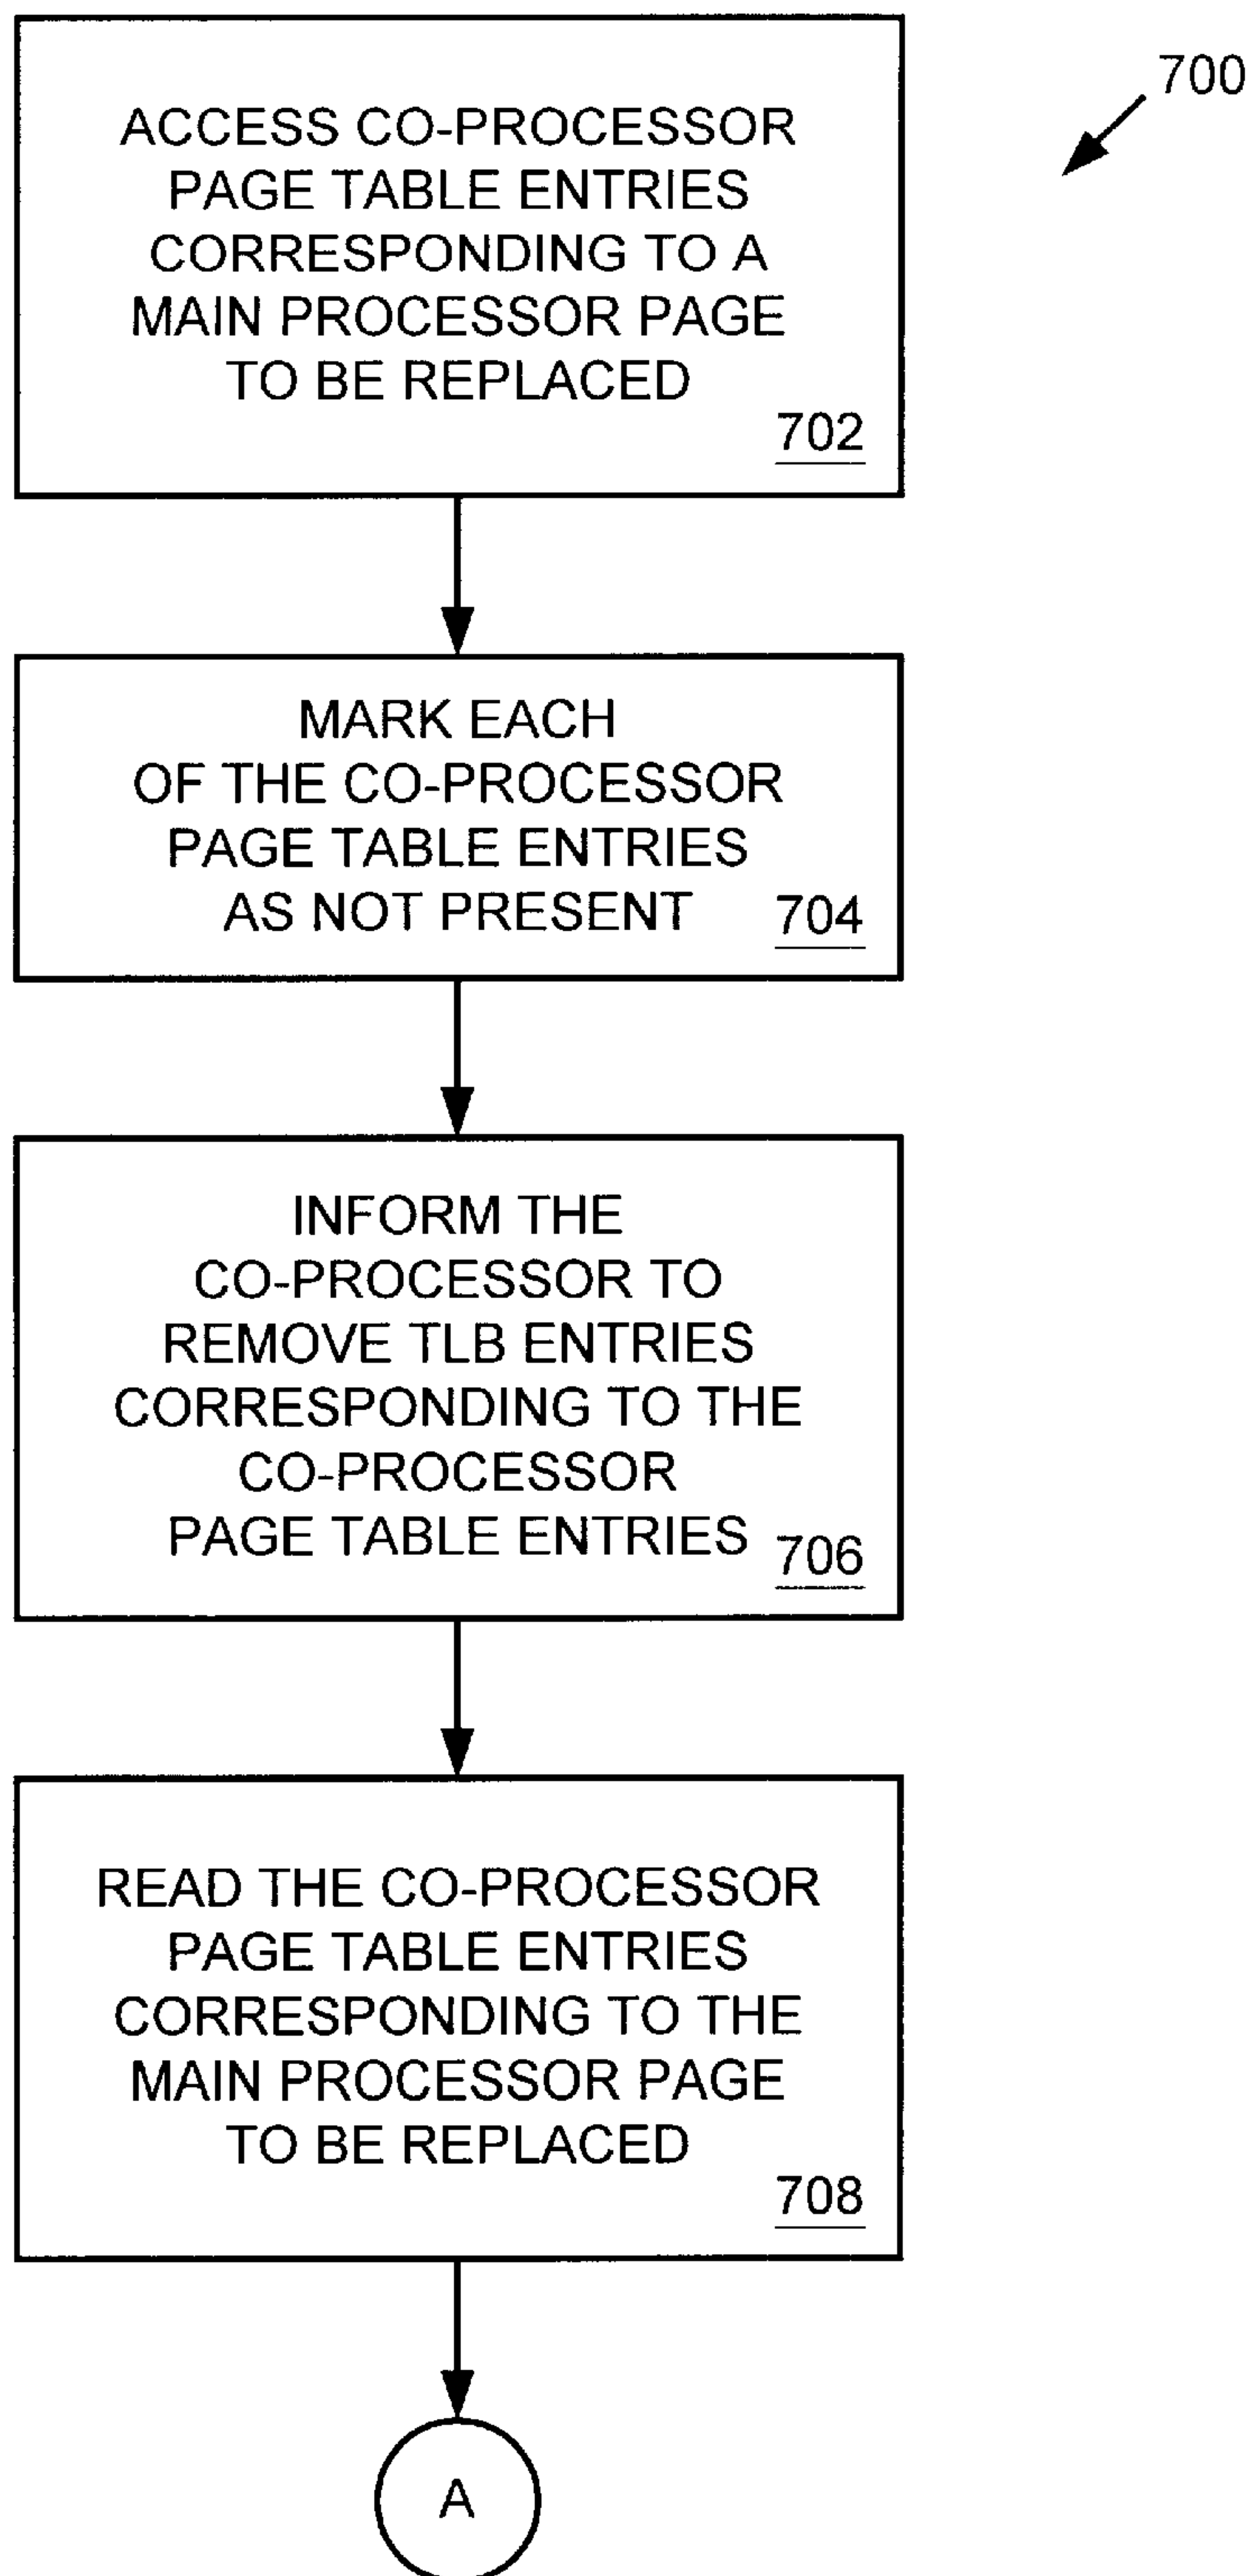 700
ACCESS CO-PROCESSOR
PAGE TABLE ENTRIES
CORRESPONDING TO A
MAIN PROCESSOR PAGE
TO BE REPLACED
702
MARK EACH
OF THE CO-PROCESSOR
PAGE TABLE ENTRIES
AS NOT PRESENT
704
INFORM THE
CO-PROCESSOR TO
REMOVE TLB ENTRIES
CORRESPONDING TO THE
CO-PROCESSOR
PAGE TABLE ENTRIES
706
READ THE CO-PROCESSOR
PAGE TABLE ENTRIES
CORRESPONDING TO THE
MAIN PROCESSOR PAGE
TO BE REPLACED
708
A